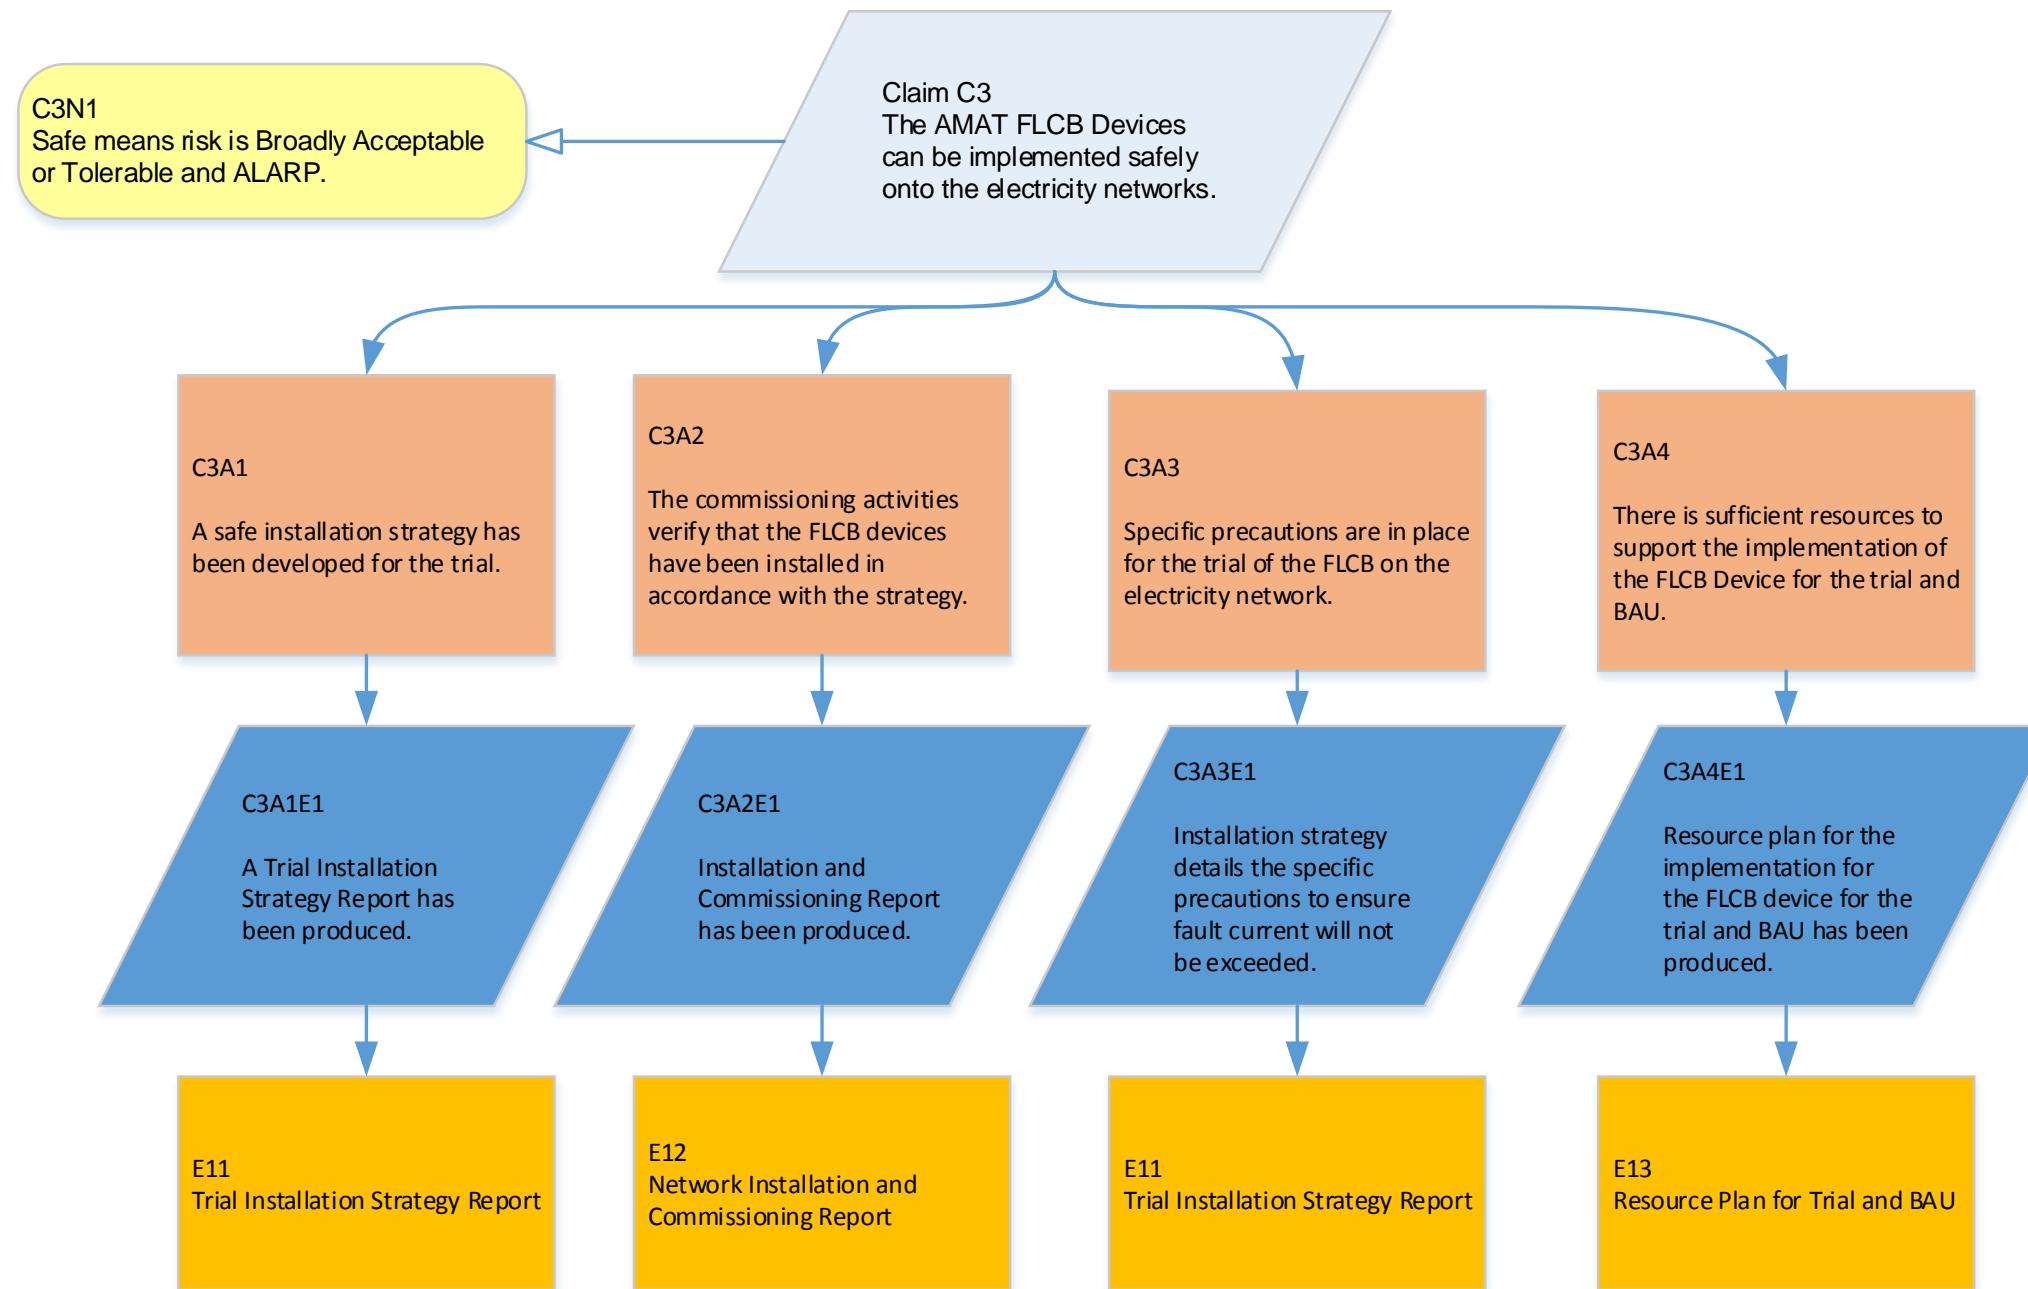 C3N1
Safe means risk is Broadly Acceptable
or Tolerable and ALARP.
Claim C3
The AMAT FLCB Devices
can be implemented safely
onto the electricity networks.
C3A1
A safe installation strategy has
been developed for the trial.
C3A2
The commissioning activities
verify that the FLCB devices
have been installed in
accordance with the strategy.
C3A3
Specific precautions are in place
for the trial of the FLCB on the
electricity network.
C3A4
There is sufficient resources to
support the implementation of
the FLCB Device for the trial and
BAU.
C3A1E1
A Trial Installation
Strategy Report has
been produced.
C3A2E1
Installation and
Commissioning Report
has been produced.
C3A3E1
Installation strategy
details the specific
precautions to ensure
fault current will not
be exceeded.
C3A4E1
Resource plan for the
implementation for
the FLCB device for the
trial and BAU has been
produced.
E11
Trial Installation Strategy Report
E12
Network Installation and
Commissioning Report
E11
Trial Installation Strategy Report
E13
Resource Plan for Trial and BAU